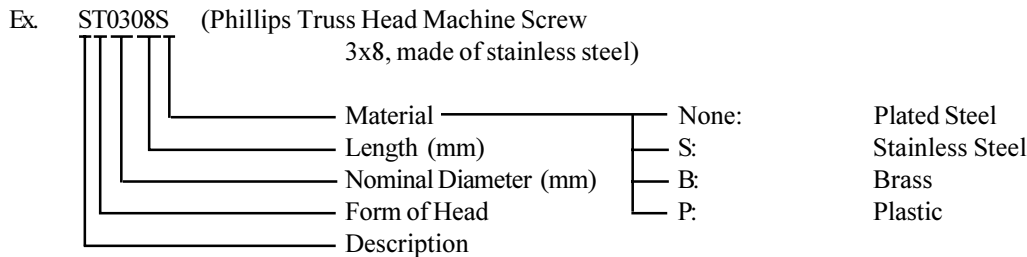 Ex. ST0308S (Phillips Truss Head Machine Screw
3x8, made of stainless steel)
Material None: Plated Steel
Length (mm) S: Stainless Steel
Nominal Diameter (mm) B: Brass
Form of Head P: Plastic
Description